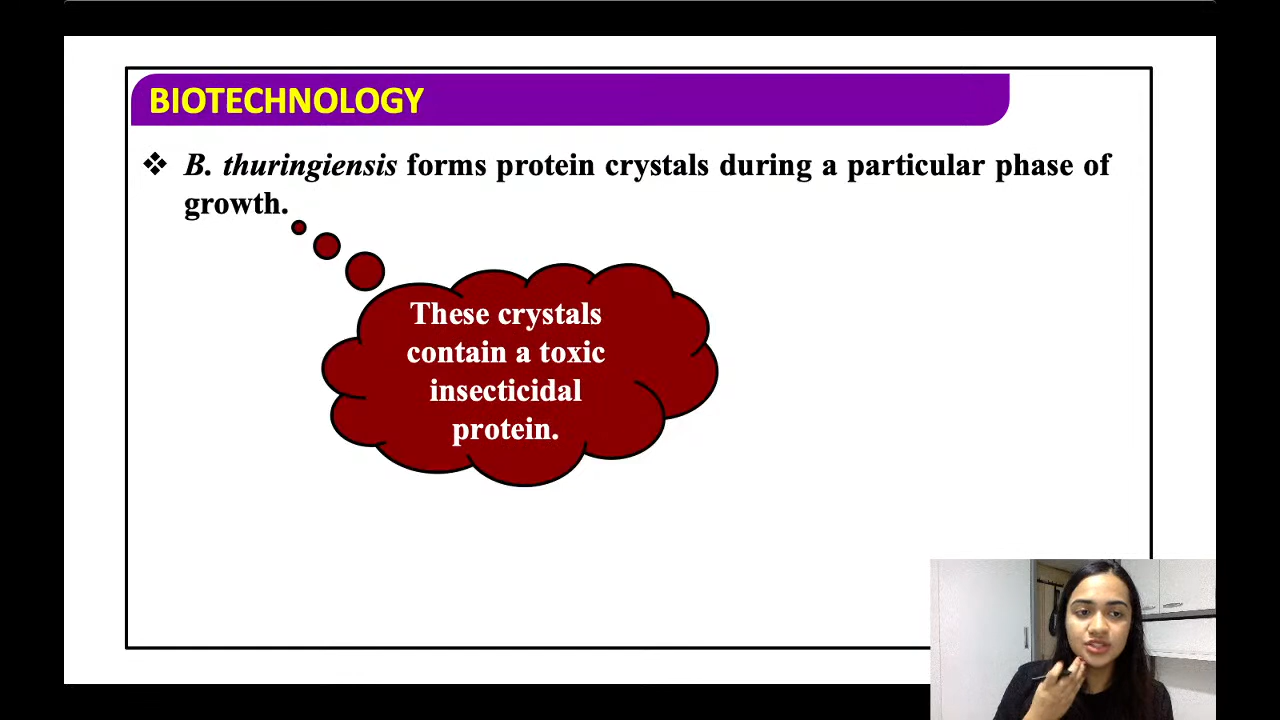 BIOTECHNOLOGY
❖ B. thuringiensis forms protein crystals during a particular phase of
growth.
These crystals
contain a toxic
insecticidal
protein.